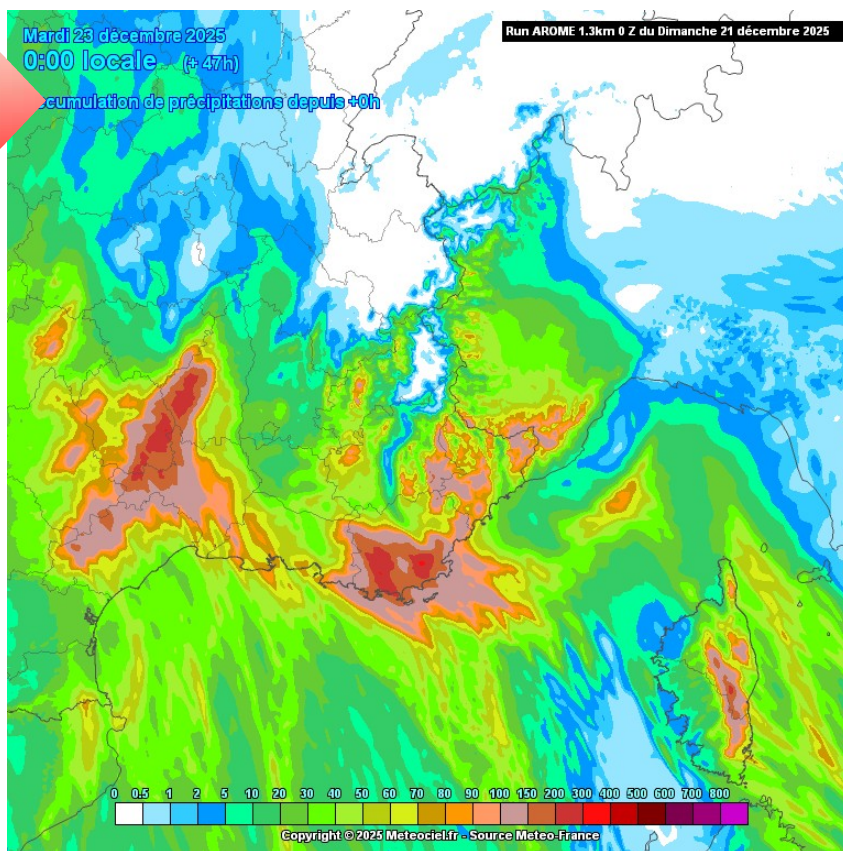 Mardi 23 décembre 2025
0:00 locale (+ 47h)
Run AROME 1.3km 0 Z du Dimanche 21 décembre 2025
cumulation de précipitations depuis +0h
0 0.5 1 2 5 10 20 30 40 50 60 70 80 90 100 150 200 300 400 500 600 700 800
Copyright © 2025 Meteociel.fr - Source Meteo-France